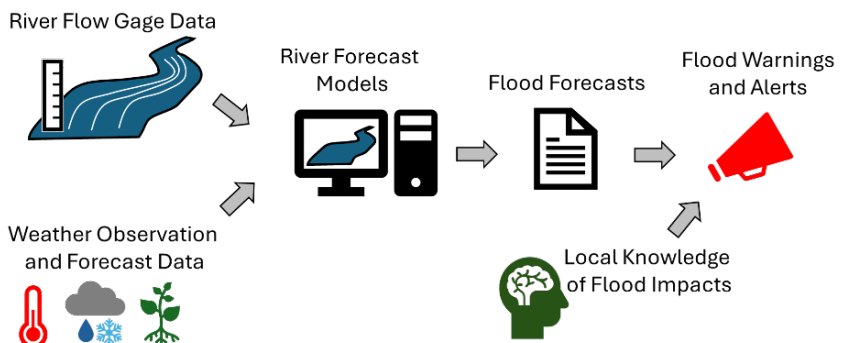 River Flow Gage Data
River Forecast
Models
Flood Forecasts
Flood Warnings
and Alerts
Weather Observation
and Forecast Data
Local Knowledge
of Flood Impacts